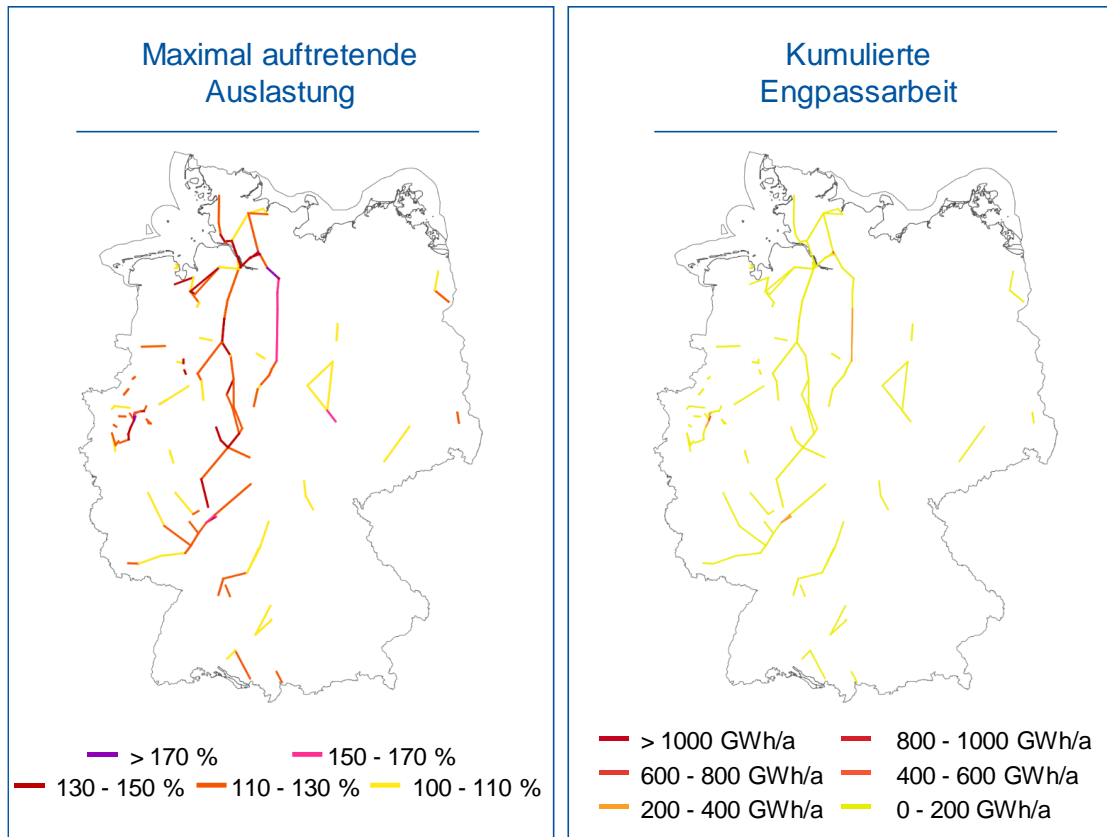 Maximal auftretende
Auslastung
> 170 %
150 - 170 %
130 - 150 %
110 - 130 %
100 - 110 %
Kumulierte
Engpassarbeit
> 1000 GWh/a
800 - 1000 GWh/a
600 - 800 GWh/a
400 - 600 GWh/a
200 - 400 GWh/a
0 - 200 GWh/a